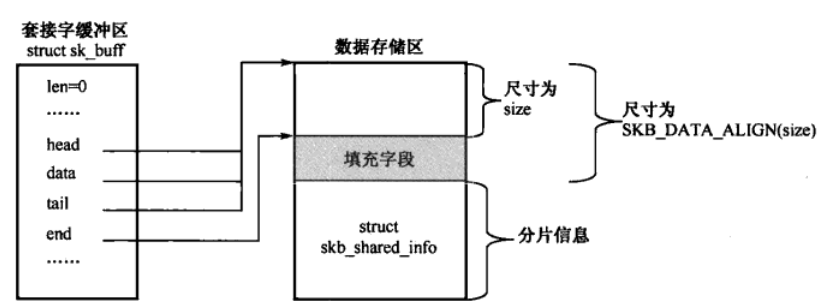 套接字缓冲区
struct sk_buff
数据存储区
len=0
……
head
data
tail
end
……
填充字段
struct
skb_shared_info
尺寸为
size
尺寸为
SKB_DATA_ALIGN(size)
分片信息